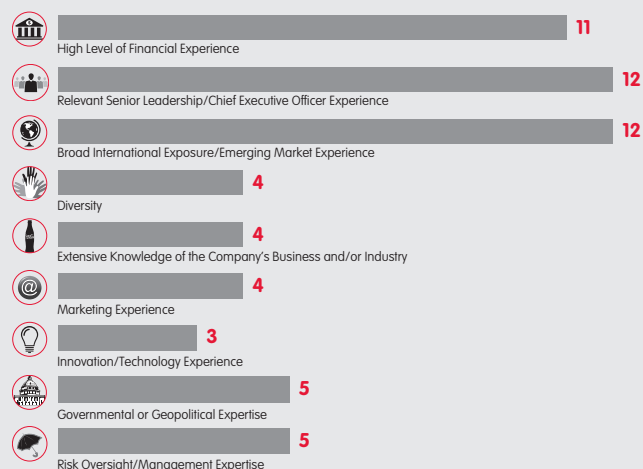 11
High Level of Financial Experience
12
Relevant Senior Leadership/Chief Executive Officer Experience
12
Broad International Exposure/Emerging Market Experience
4
Diversity
4
Extensive Knowledge of the Company's Business and/or Industry
@
4
Marketing Experience
3
Innovation/Technology Experience
5
Governmental or Geopolitical Expertise
5
Risk Oversight/Management Expertise